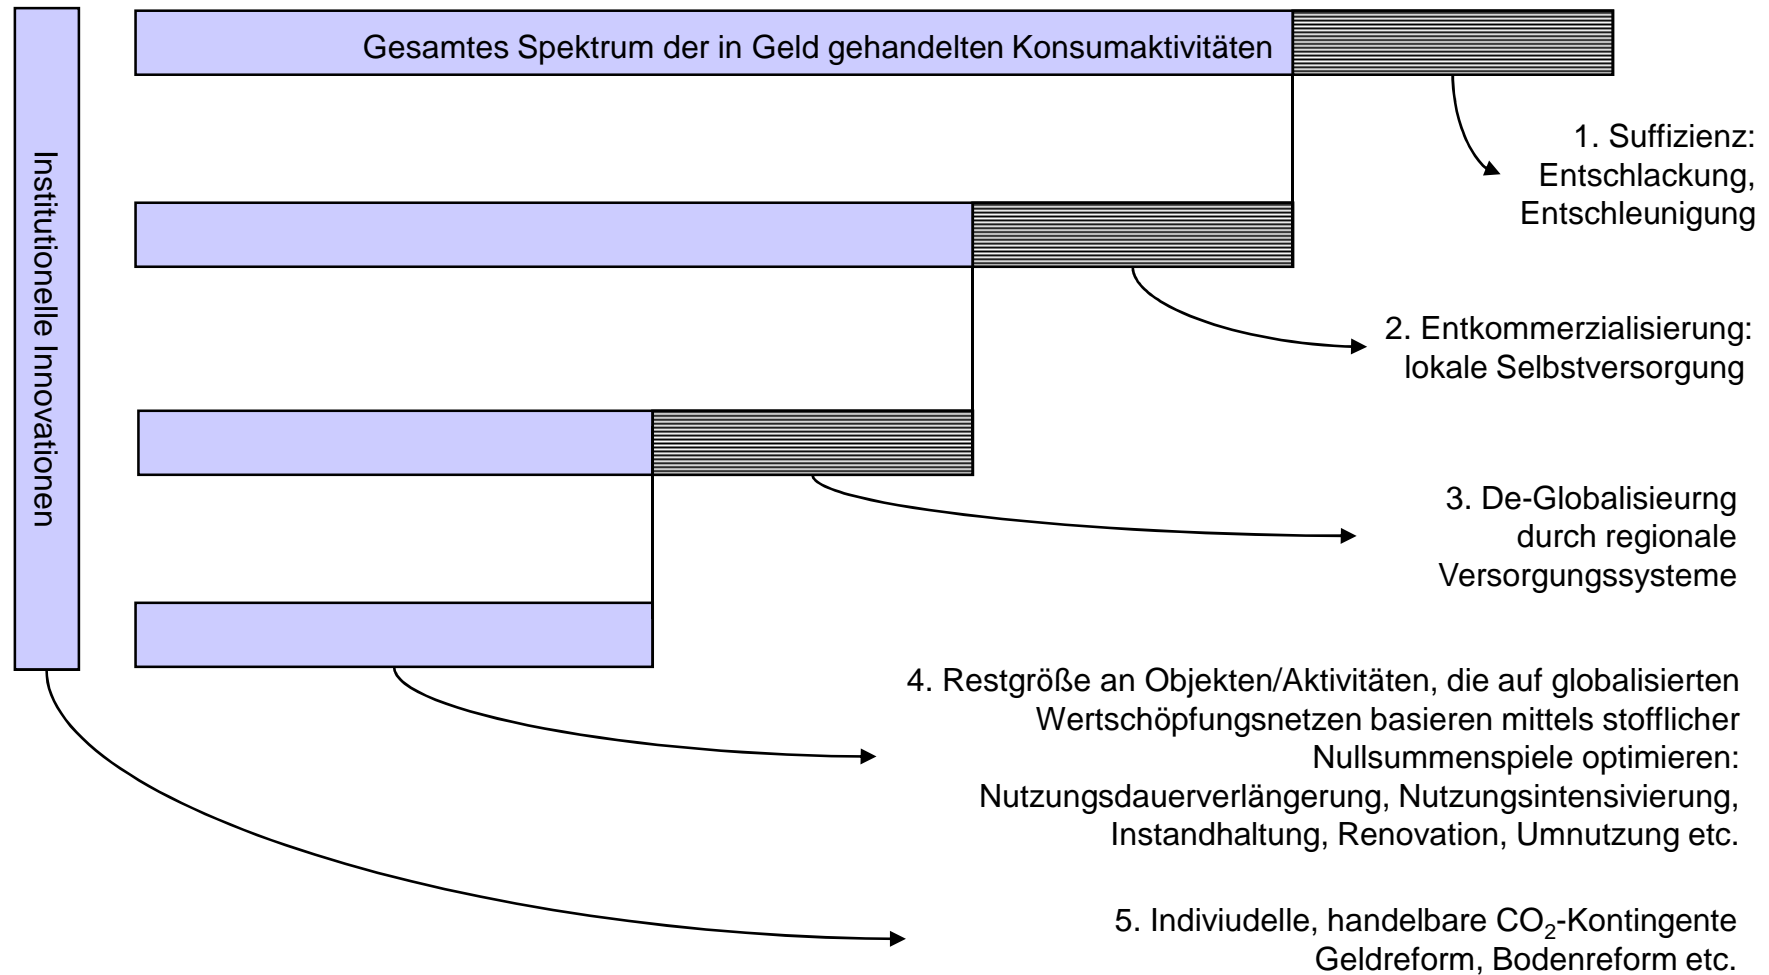 Gesamtes Spektrum der in Geld gehandelten Konsumaktivitäten
Institutionelle Innovationen
1. Suffizienz:
Entschlackung,
Entschleunigung
2. Entkommerzialisierung:
lokale Selbstversorgung
3. De-Globalisieurng
durch regionale
Versorgungssysteme
4. Restgröße an Objekten/Aktivitäten, die auf globalisierten
Wertschöpfungsnetzen basieren mittels stofflicher
Nullsummenspiele optimieren:
Nutzungsdauerverlängerung, Nutzungsintensivierung,
Instandhaltung, Renovation, Umnutzung etc.
5. Indiviudelle, handelbare CO₂-Kontingente
Geldreform, Bodenreform etc.